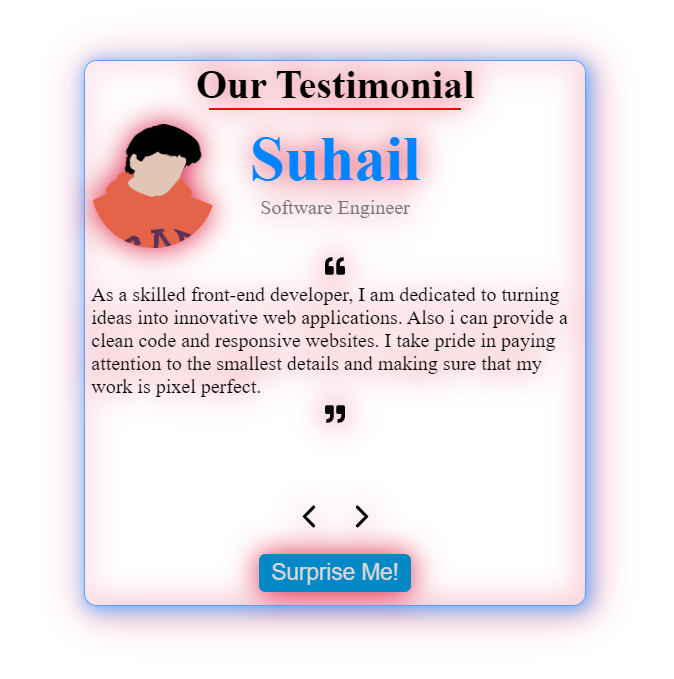 Our Testimonial
Suhail
Software Engineer
“
As a skilled front-end developer, I am dedicated to turning
ideas into innovative web applications. Also i can provide a
clean code and responsive websites. I take pride in paying
attention to the smallest details and making sure that my
work is pixel perfect.
”
Surprise Me!